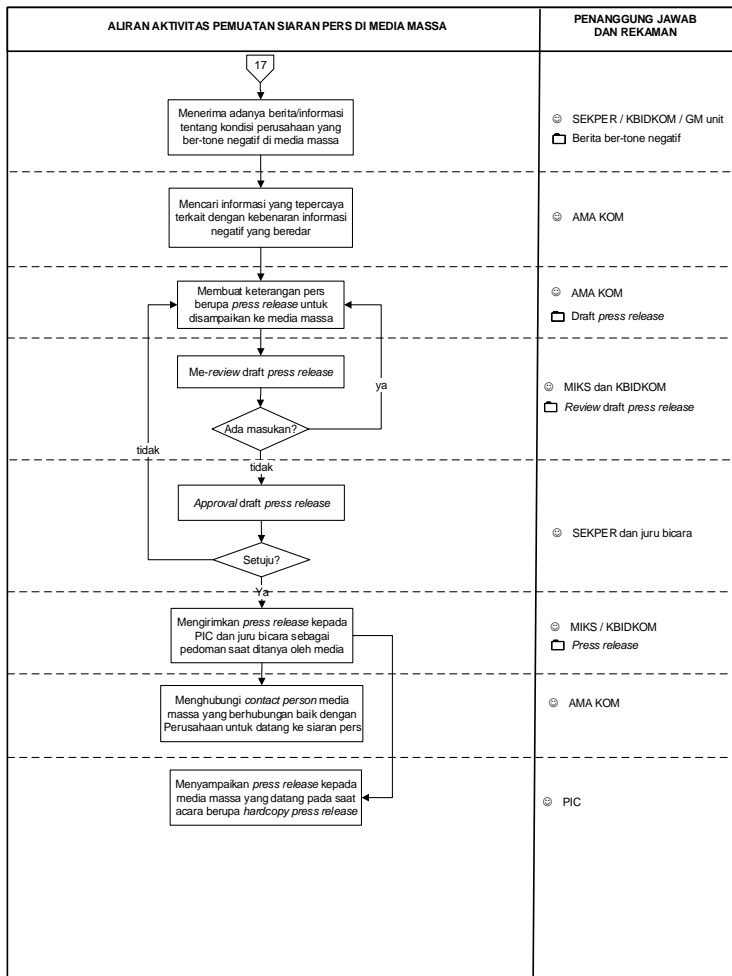 ALIRAN AKTIVITAS PEMUATAN SIARAN PERS DI MEDIA MASSA
PENANGGUNG JAWAB
DAN REKAMAN
17
Menerima adanya berita/informasi
tentang kondisi perusahaan yang
ber-tone negatif di media massa
SEKPER / KBIDKOM / GM unit
Berita ber-tone negatif
Mencari informasi yang tepercaya
terkait dengan kebenaran informasi
negatif yang beredar
AMA KOM
Membuat keterangan pers
berupa press release untuk
disampaikan ke media massa
AMA KOM
Draft press release
Me-review draft press release
ya
MIKS dan KBIDKOM
Review draft press release
Ada masukan?
tidak
tidak
Approval draft press release
SEKPER dan juru bicara
Setuju?
Ya
Mengirimkan press release kepada
PIC dan juru bicara sebagai
pedoman saat ditanya oleh media
MIKS / KBIDKOM
Press release
Menghubungi contact person media
massa yang berhubungan baik dengan
Perusahaan untuk datang ke siaran pers
AMA KOM
Menyampaikan press release kepada
media massa yang datang pada saat
acara berupa hardcopy press release
PIC